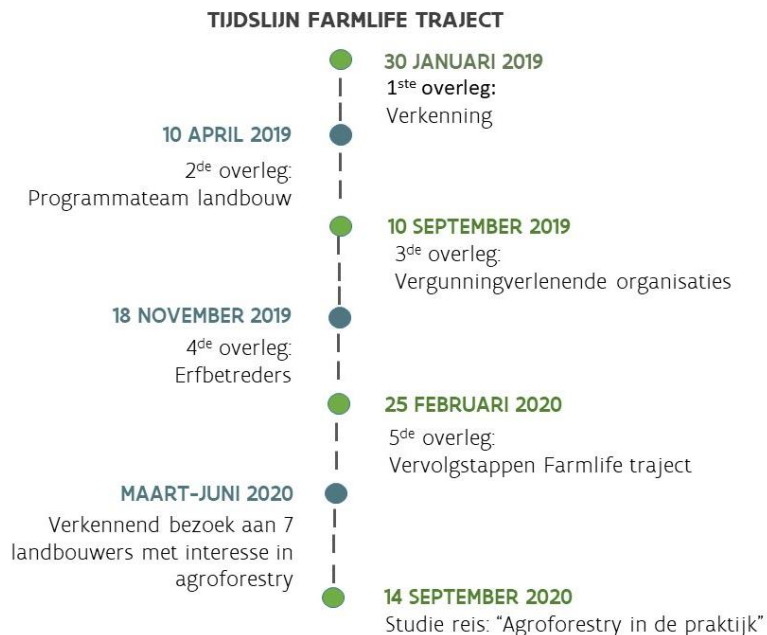 TIJDSLIJN FARMLIFE TRAJECT
30 JANUARI 2019
1ste overleg:
Verkenning
10 APRIL 2019
2de overleg:
Programmateam landbouw
10 SEPTEMBER 2019
3de overleg:
Vergunningverlenende organisaties
18 NOVEMBER 2019
4de overleg:
Erfbetreders
25 FEBRUARI 2020
5de overleg:
Vervolgstappen Farmlife traject
MAART-JUNI 2020
Verkennend bezoek aan 7
landbouwers met interesse in
agroforestry
14 SEPTEMBER 2020
Studie reis: “Agroforestry in de praktijk”